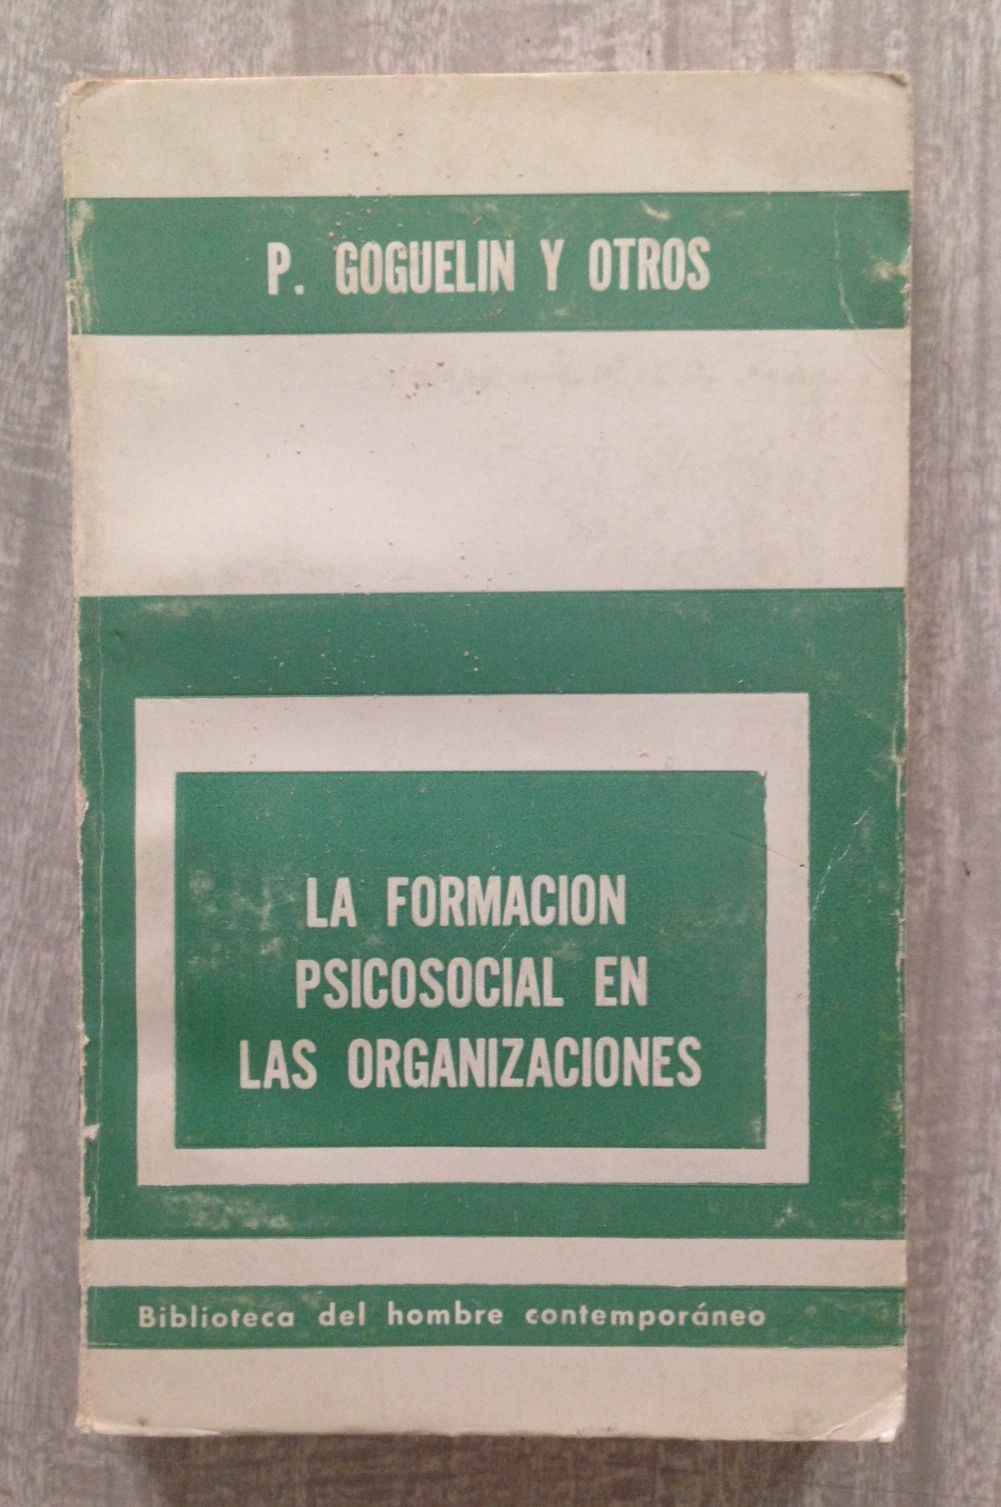 P. GOGUELIN Y OTROS
LA FORMACION
PSICOSOCIAL EN
LAS ORGANIZACIONES
Biblioteca del hombre contemporáneo